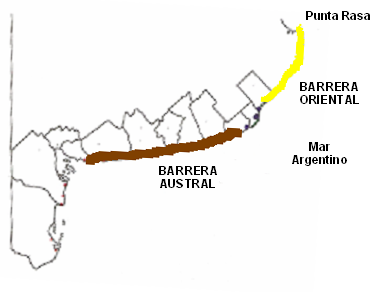 Punta Rasa
BARRERA
ORIENTAL
Mar
Argentino
BARRERA
AUSTRAL